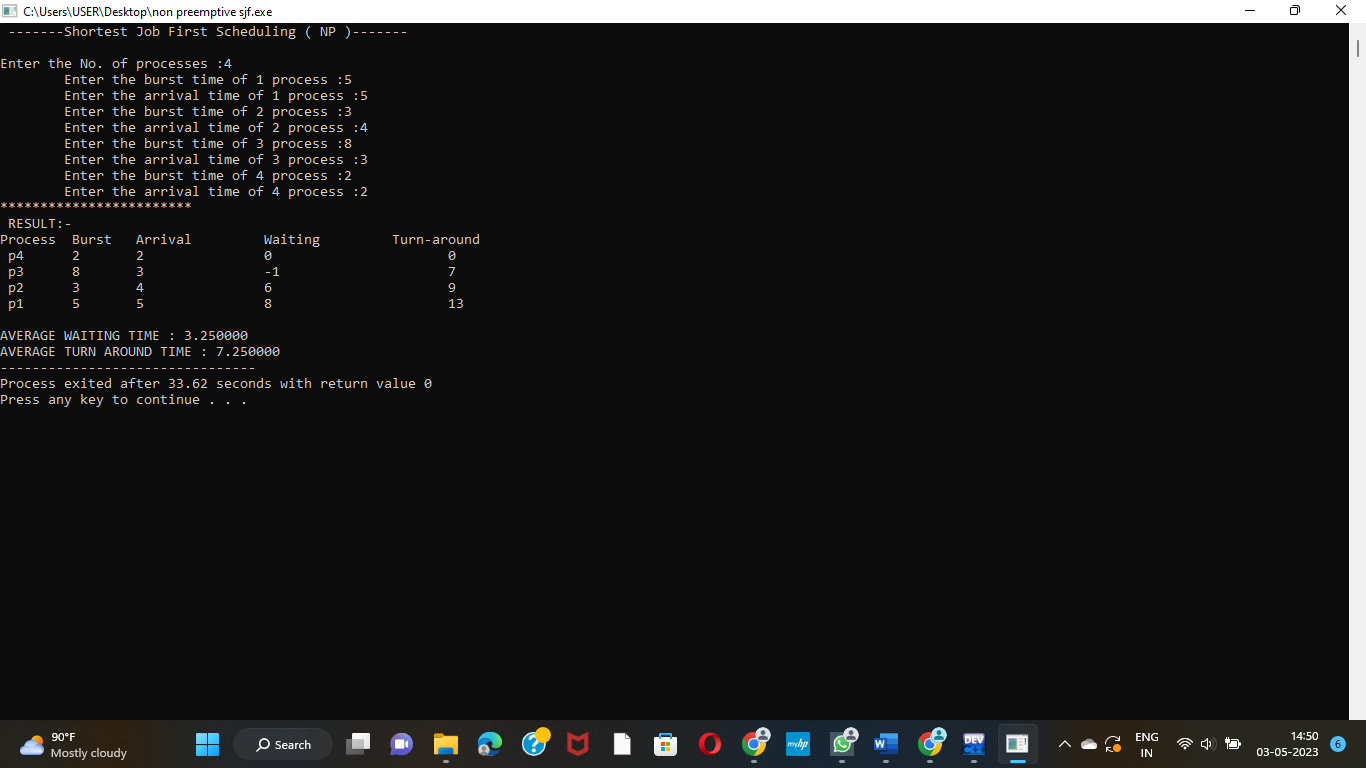 C:\Users\USER\Desktop\non preemptive sjf.exe
-------Shortest Job First Scheduling ( NP )-------
Enter the No. of processes :4
Enter the burst time of 1 process :5
Enter the arrival time of 1 process :5
Enter the burst time of 2 process :3
Enter the arrival time of 2 process :4
Enter the burst time of 3 process :8
Enter the arrival time of 3 process :3
Enter the burst time of 4 process :2
Enter the arrival time of 4 process :2
************************
RESULT:-
Process Burst Arrival Waiting Turn-around
p4 2 2 0 0
p3 8 3 -1 7
p2 3 4 6 9
p1 5 5 8 13
AVERAGE WAITING TIME : 3.250000
AVERAGE TURN AROUND TIME : 7.250000
--------------------------------
Process exited after 33.62 seconds with return value 0
Press any key to continue . . .
90°F
Mostly cloudy
Search
myhp
W
DEV
C++
ENG
IN
14:50
03-05-2023
6